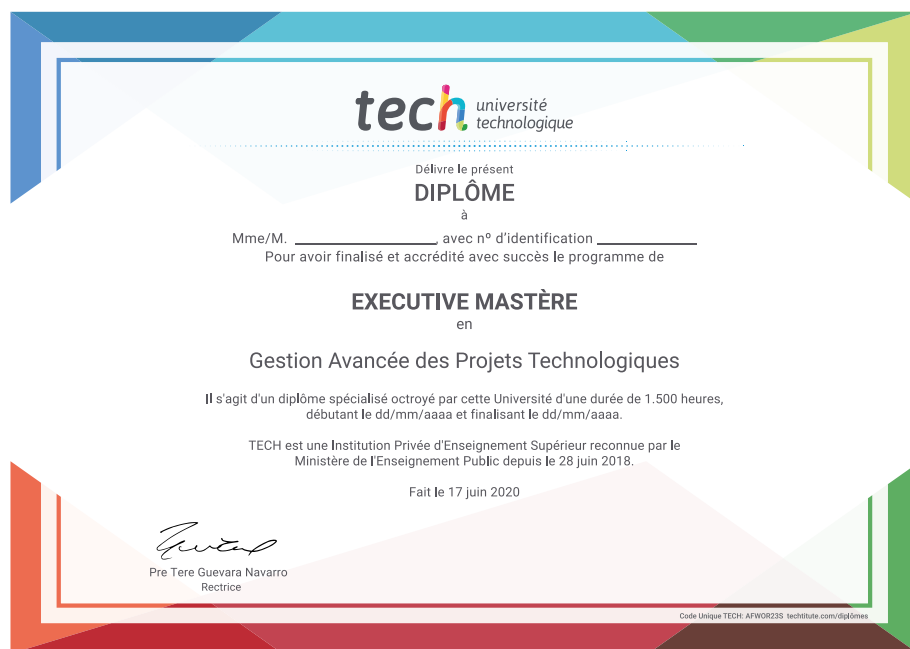 tech université
technologique
Délivre le présent
DIPLÔME
à
Mme/M. ________________, avec nº d'identification ___________
Pour avoir finalisé et accrédité avec succès le programme de
EXECUTIVE MASTÈRE
en
Gestion Avancée des Projets Technologiques
Il s'agit d'un diplôme spécialisé octroyé par cette Université d'une durée de 1.500 heures,
débutant le dd/mm/aaaa et finalisant le dd/mm/aaaa.
TECH est une Institution Privée d'Enseignement Supérieur reconnue par le
Ministère de l'Enseignement Public depuis le 28 juin 2018.
Fait le 17 juin 2020
Pre Tere Guevara Navarro
Rectrice
Code Unique TECH: AFWOR23S techtitute.com/diplômes